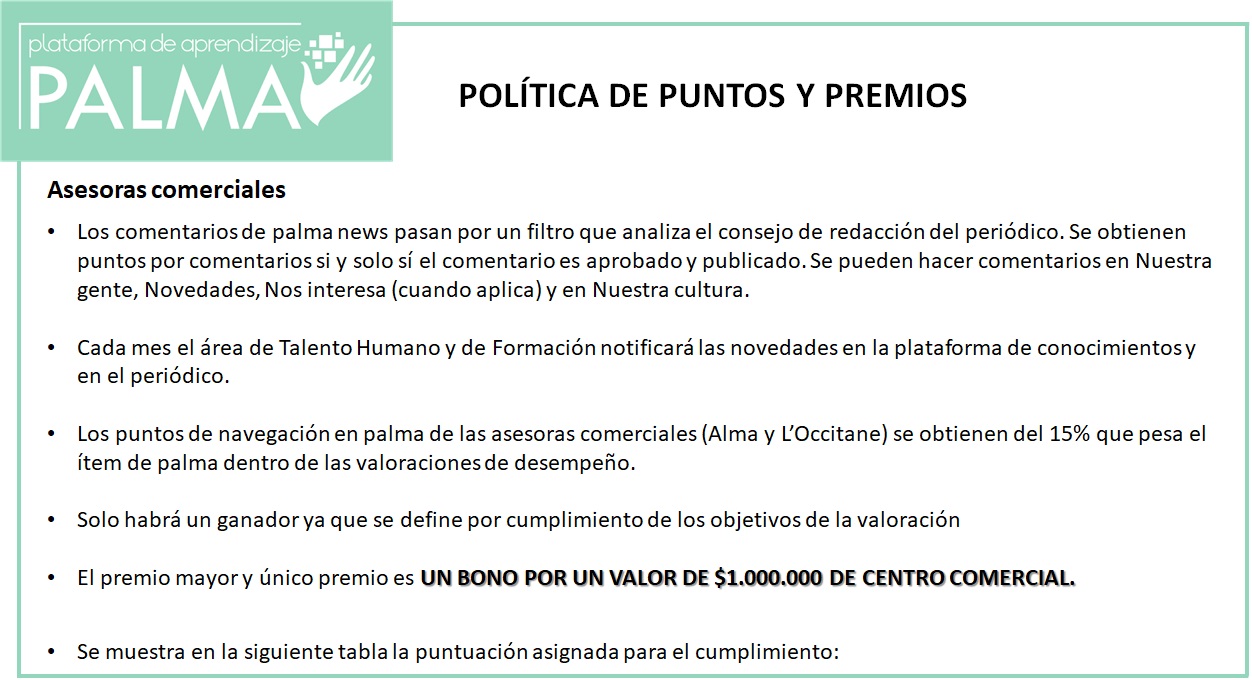 plataforma de aprendizaje
PALMA
POLÍTICA DE PUNTOS Y PREMIOS
Asesoras comerciales
• Los comentarios de palma news pasan por un filtro que analiza el consejo de redacción del periódico. Se obtienen
puntos por comentarios si y solo sí el comentario es aprobado y publicado. Se pueden hacer comentarios en Nuestra
gente, Novedades, Nos interesa (cuando aplica) y en Nuestra cultura.
• Cada mes el área de Talento Humano y de Formación notificará las novedades en la plataforma de conocimientos y
en el periódico.
• Los puntos de navegación en palma de las asesoras comerciales (Alma y L’Occitane) se obtienen del 15% que pesa el
ítem de palma dentro de las valoraciones de desempeño.
• Solo habrá un ganador ya que se define por cumplimiento de los objetivos de la valoración
• El premio mayor y único premio es UN BONO POR UN VALOR DE $1.000.000 DE CENTRO COMERCIAL.
• Se muestra en la siguiente tabla la puntuación asignada para el cumplimiento: